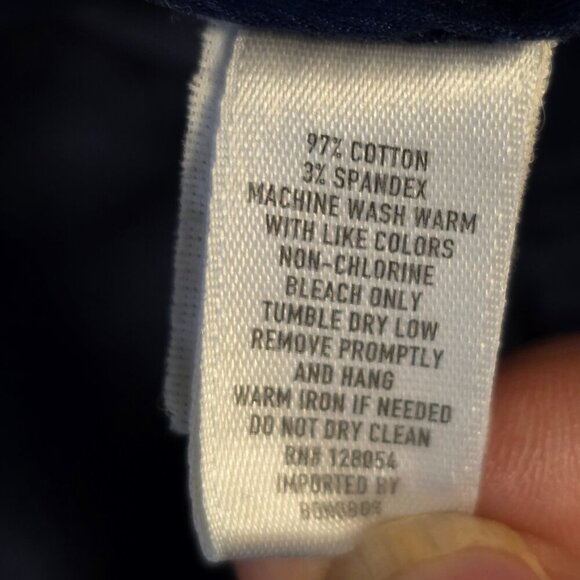 97% COTTON
3% SPANDEX
MACHINE WASH WARM
WITH LIKE COLORS
NON-CHLORINE
BLEACH ONLY
TUMBLE DRY LOW
REMOVE PROMPTLY
AND HANG
WARM IRON IF NEEDED
DO NOT DRY CLEAN
RN# 128054
IMPORTED BY